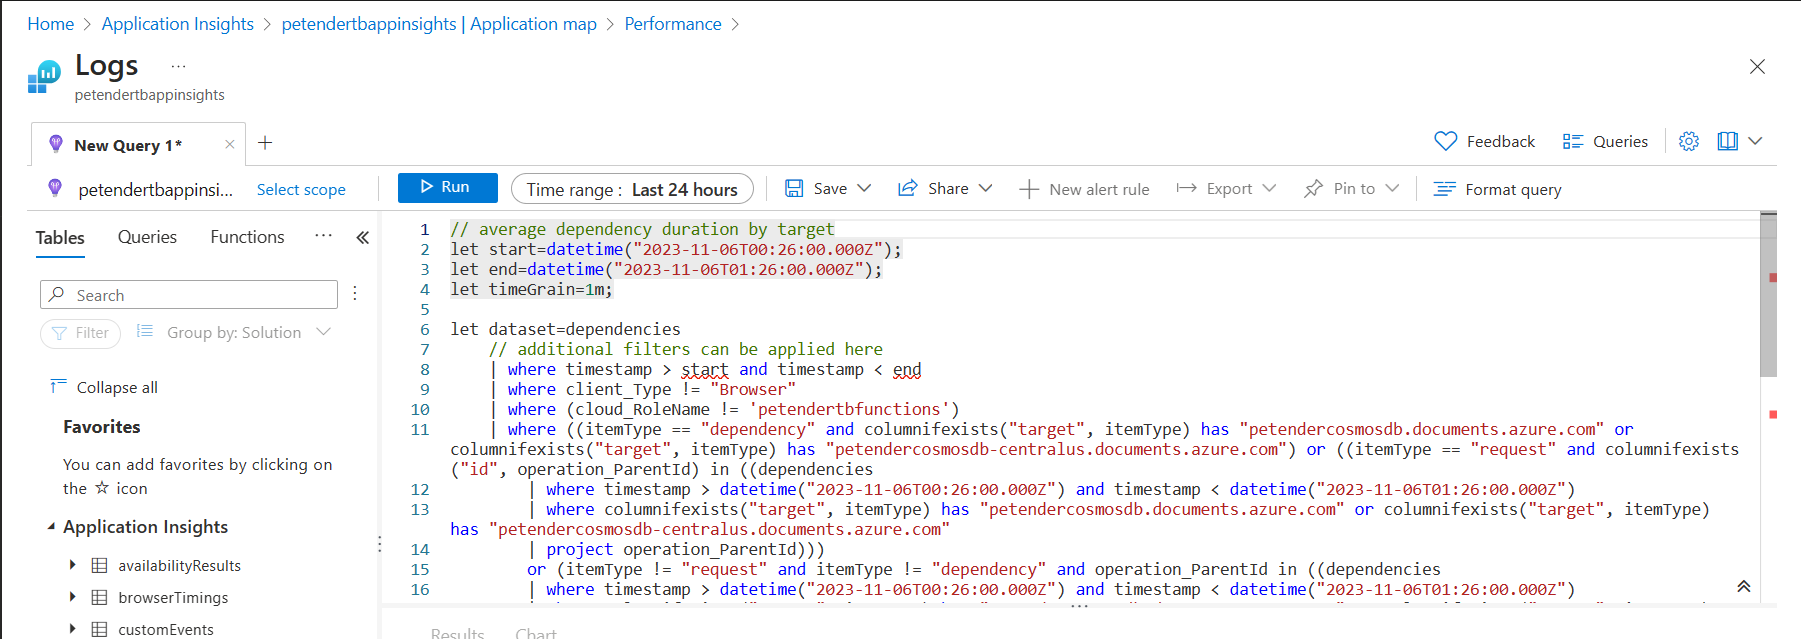 Home > Application Insights > petendertbappinsights | Application map > Performance >
Logs ...
petendertbappinsights
New Query 1*
Feedback Queries
petendertbappinsi... Select scope Run Time range : Last 24 hours Save Share New alert rule Export Pin to Format query
Tables Queries Functions ...
Search
Filter Group by: Solution
Collapse all
Favorites
You can add favorites by clicking on
the ☆ icon
Application Insights
availabilityResults
browserTimings
customEvents
1 // average dependency duration by target
2 let start=datetime("2023-11-06T00:26:00.000Z");
3 let end=datetime("2023-11-06T01:26:00.000Z");
4 let timeGrain=1m;
5
6 let dataset=dependencies
7 // additional filters can be applied here
8 | where timestamp > start and timestamp < end
9 | where client_Type != "Browser"
10 | where (cloud_RoleName != 'petendertbfunctions')
11 | where ((itemType == "dependency" and columnifexists("target", itemType) has "petendercosmosdb.documents.azure.com" or
columnifexists("target", itemType) has "petendercosmosdb-centralus.documents.azure.com") or ((itemType == "request" and columnifexists
("id", operation_ParentId) in ((dependencies
12 | where timestamp > datetime("2023-11-06T00:26:00.000Z") and timestamp < datetime("2023-11-06T01:26:00.000Z")
13 | where columnifexists("target", itemType) has "petendercosmosdb.documents.azure.com" or columnifexists("target", itemType)
has "petendercosmosdb-centralus.documents.azure.com"
14 | project operation_ParentId)))
15 or (itemType != "request" and itemType != "dependency" and operation_ParentId in ((dependencies
16 | where timestamp > datetime("2023-11-06T00:26:00.000Z") and timestamp < datetime("2023-11-06T01:26:00.000Z")
Results Chart